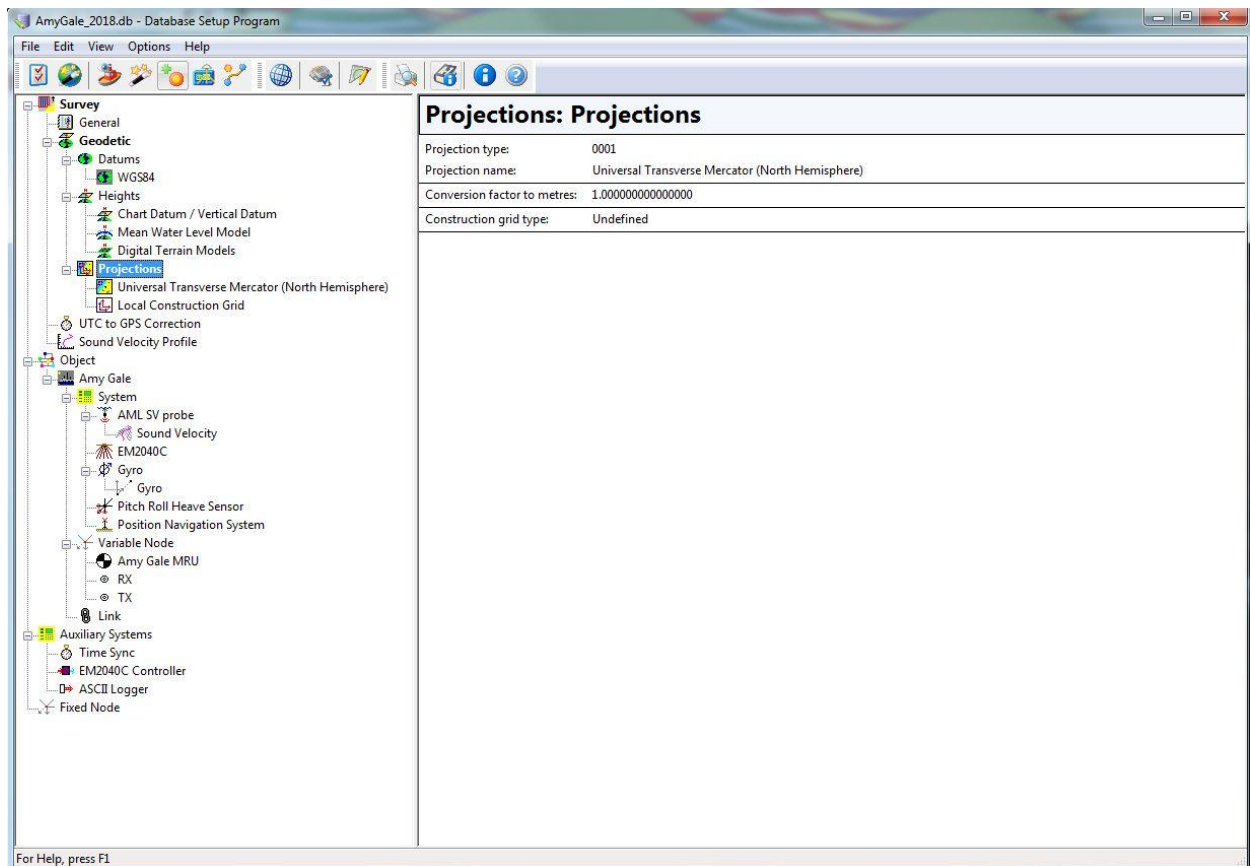 AmyGale_2018.db - Database Setup Program
File Edit View Options Help
Survey
General
Geodetic
Datums
WGS84
Heights
Chart Datum / Vertical Datum
Mean Water Level Model
Digital Terrain Models
Projections
Universal Transverse Mercator (North Hemisphere)
Local Construction Grid
UTC to GPS Correction
Sound Velocity Profile
Object
Amy Gale
System
AML SV probe
Sound Velocity
EM2040C
Gyro
Gyro
Pitch Roll Heave Sensor
Position Navigation System
Variable Node
Amy Gale MRU
RX
TX
Link
Auxiliary Systems
Time Sync
EM2040C Controller
ASCII Logger
Fixed Node
Projections: Projections
Projection type: 0001
Projection name: Universal Transverse Mercator (North Hemisphere)
Conversion factor to metres: 1.000000000000000
Construction grid type: Undefined
For Help, press F1